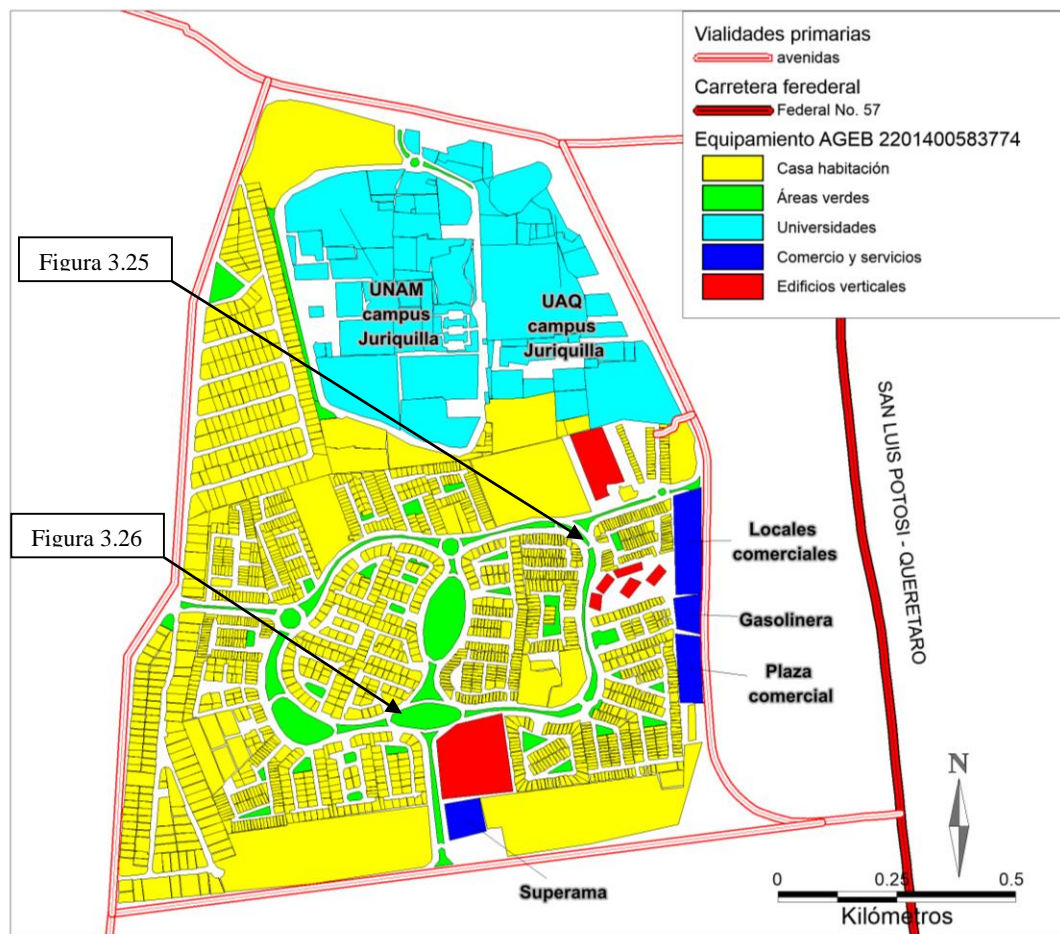 Vialidades primarias
avenidas
Carretera ferederal
Federal No. 57
Equipamiento AGEB 2201400583774
Casa habitación
Áreas verdes
Universidades
Comercio y servicios
Edificios verticales
Figura 3.25
UNAM
campus
Juriquilla
UAQ
campus
Juriquilla
SAN LUIS POTOSI - QUERETARO
Figura 3.26
Locales
comerciales
Gasolinera
Plaza
comercial
Superama
N
0 0.25 0.5
Kilómetros